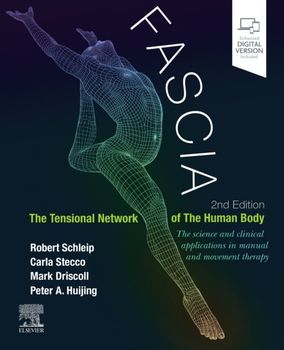 Enhanced
DIGITAL
VERSION
Included
FASCIA
2nd Edition
The Tensional Network of The Human Body
The science and clinical
applications in manual
and movement therapy
Robert Schleip
Carla Stecco
Mark Driscoll
Peter A. Huijing
ELSEVIER